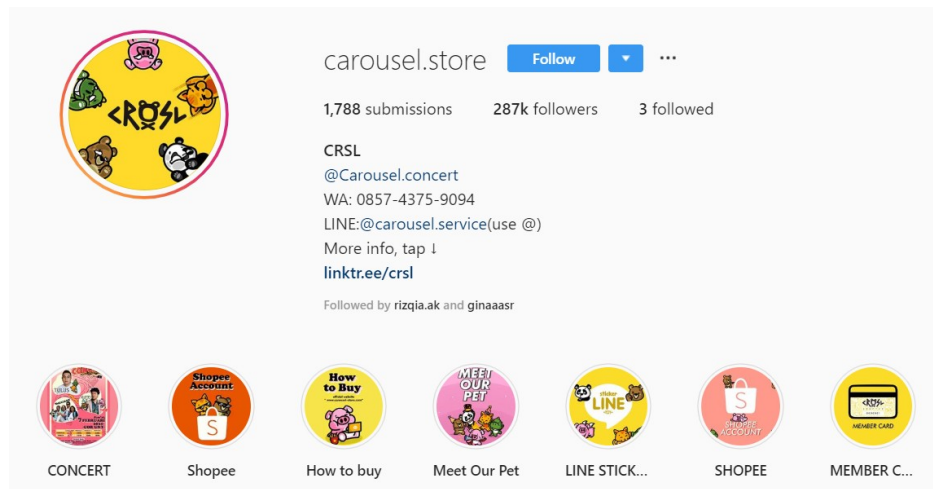 CRSL
carousel.store Follow
1,788 submissions 287k followers 3 followed
CRSL
@Carousel.concert
WA: 0857-4375-9094
LINE:@carousel.service(use @)
More info, tap ↓
linktr.ee/crsl
Followed by rizqia.ak and ginaaasr
TULUS
Shopee
Account
S
How
to Buy
MEET
OUR
PET
sticker
LINE
S
SHOPEE
ACCOUNT
CRSL
MEMBER CARD
CONCERT Shopee How to buy Meet Our Pet LINE STICK... SHOPEE MEMBER C...